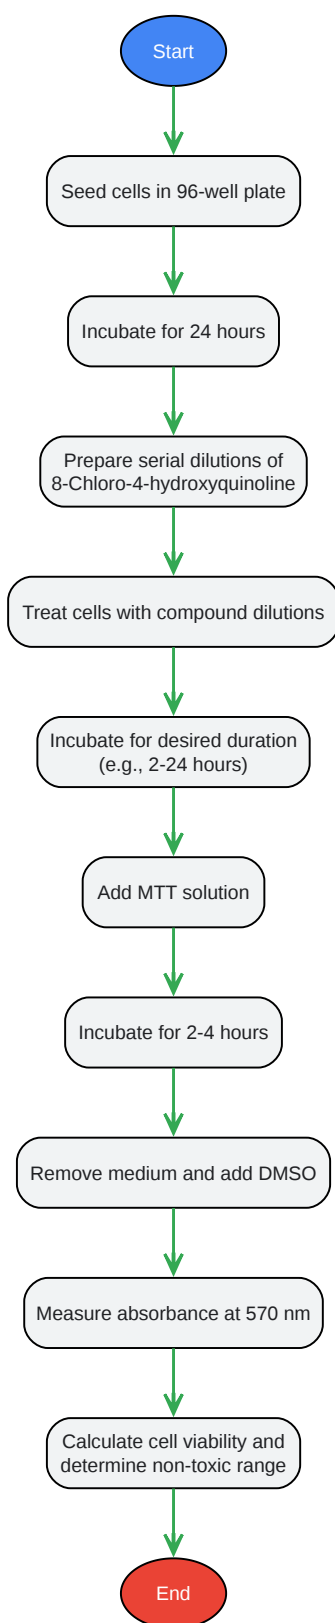 Start
Seed cells in 96-well plate
Incubate for 24 hours
Prepare serial dilutions of
8-Chloro-4-hydroxyquinoline
Treat cells with compound dilutions
Incubate for desired duration
(e.g., 2-24 hours)
Add MTT solution
Incubate for 2-4 hours
Remove medium and add DMSO
Measure absorbance at 570 nm
Calculate cell viability and
determine non-toxic range
End